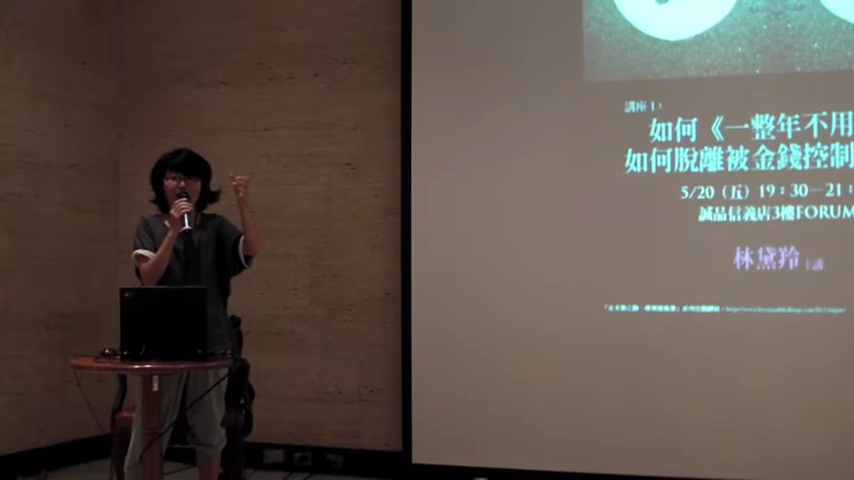 講座1：
如何《一整年不用
如何脫離被金錢控制
5/20（五）19：30－21：
誠品信義店3樓FORUM
林黛羚 主講